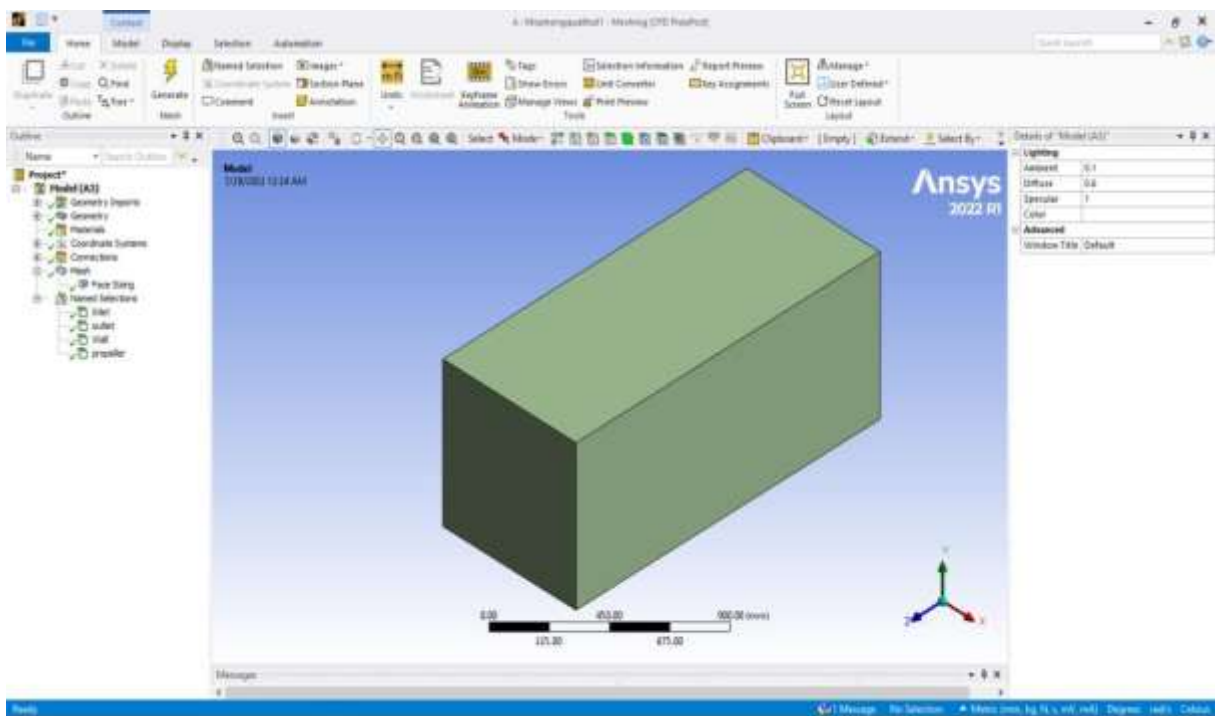 Context
File
Home
Model
Display
Selection
Automation
Generate
Mesh
Outline
Named Selection
Images
Section Plane
Comment
Annotation
Insert
Units
Keyframe
Animation
Tags
Show Errors
Manage Views
Selection Information
Unit Converter
Print Preview
Report Preview
Key Assignments
Tools
Full
Screen
Manage
User Defined
Reset Layout
Layout
Outline
Name
Search Outline
Select
Mode
Clipboard
[Empty]
Extend
Select By
Project*
Model (A3)
Geometry Imports
Geometry
Materials
Coordinate Systems
Connections
Mesh
Face Sizing
Named Selections
inlet
outlet
wall
propeller
Model
Ansys
2022 R1
Details of "Model (A3)"
Lighting
Ambient 0.1
Diffuse 0.6
Specular 1
Color
Advanced
Window Title Default
0.00 450.00 900.00 (mm)
225.00 675.00
Y
Z
X
Messages
Ready
1 Message No Selection Metric (mm, kg, N, s, mV, mA) Degrees rad/s Celsius